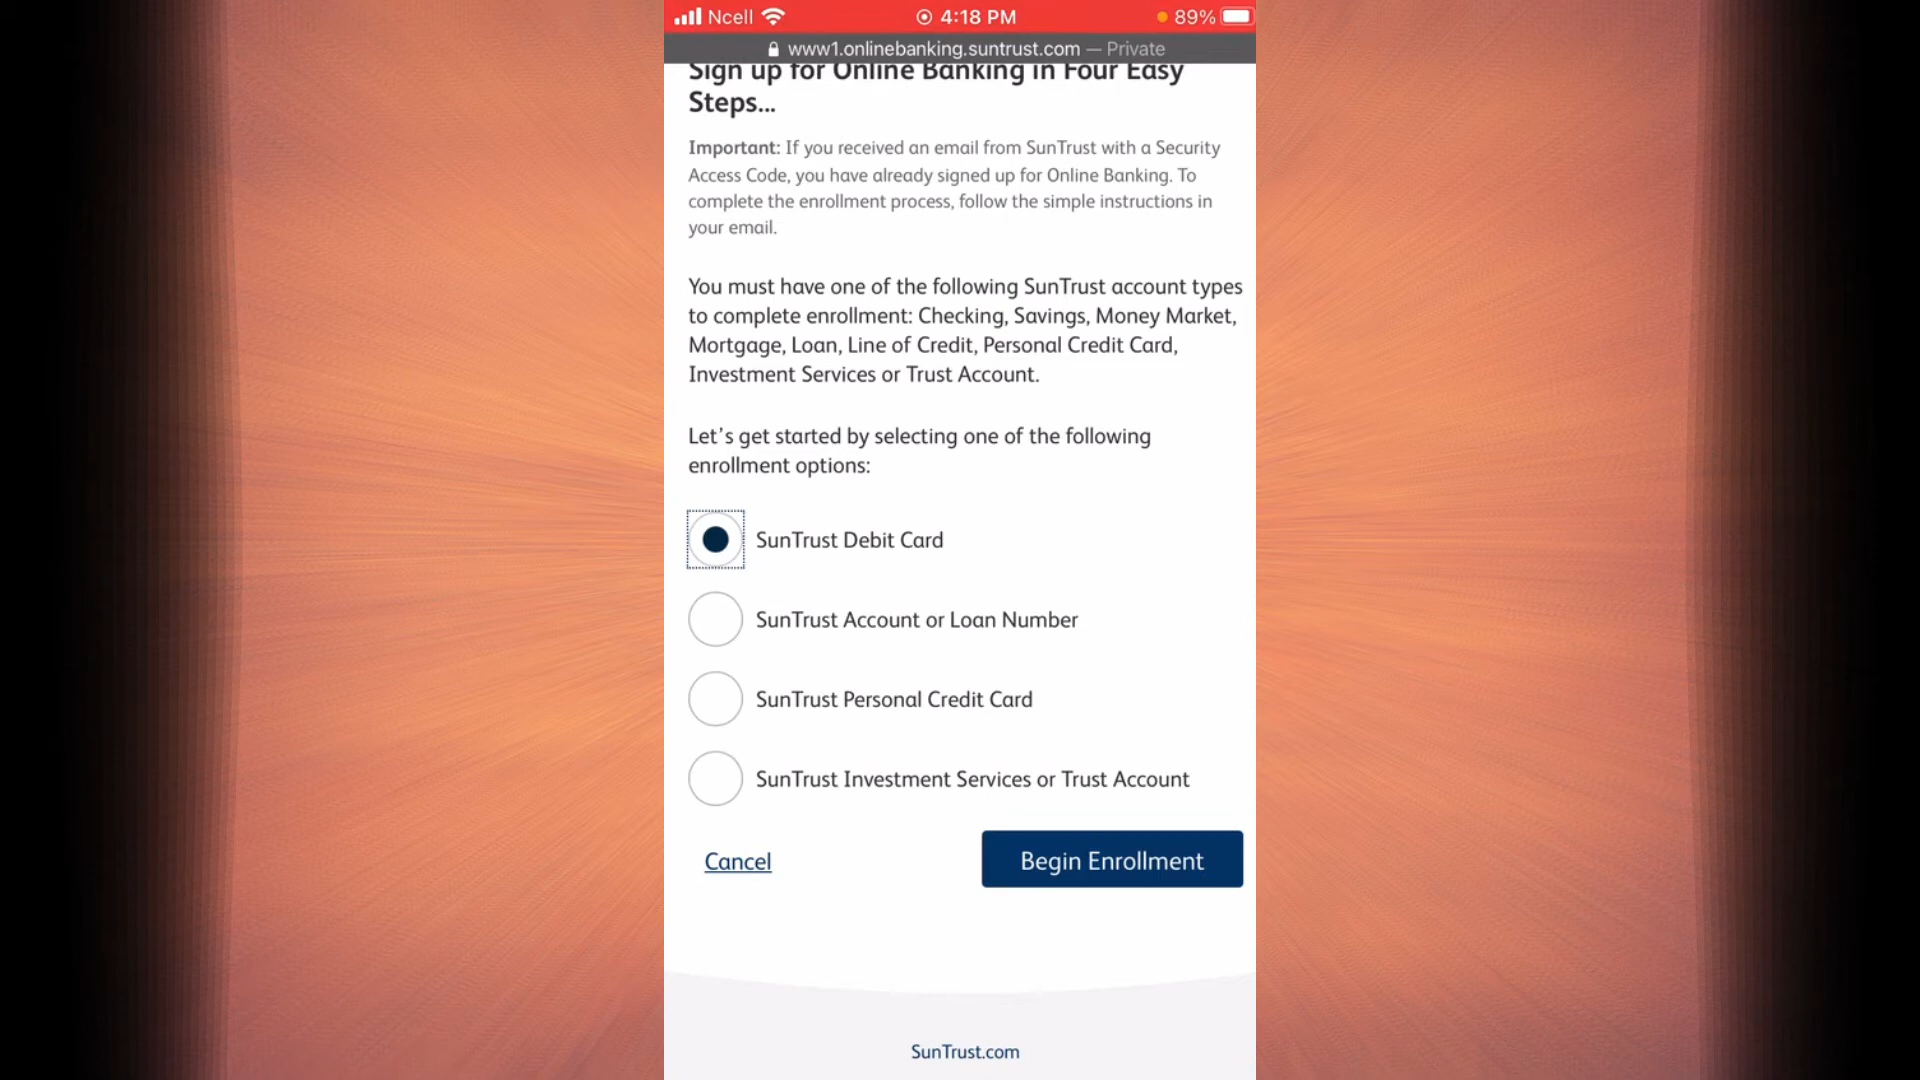 Ncell 4:18 PM 89%
www1.onlinebanking.suntrust.com — Private
Sign up for Online Banking in Four Easy
Steps...
Important: If you received an email from SunTrust with a Security
Access Code, you have already signed up for Online Banking. To
complete the enrollment process, follow the simple instructions in
your email.
You must have one of the following SunTrust account types
to complete enrollment: Checking, Savings, Money Market,
Mortgage, Loan, Line of Credit, Personal Credit Card,
Investment Services or Trust Account.
Let's get started by selecting one of the following
enrollment options:
SunTrust Debit Card
SunTrust Account or Loan Number
SunTrust Personal Credit Card
SunTrust Investment Services or Trust Account
Cancel Begin Enrollment
SunTrust.com